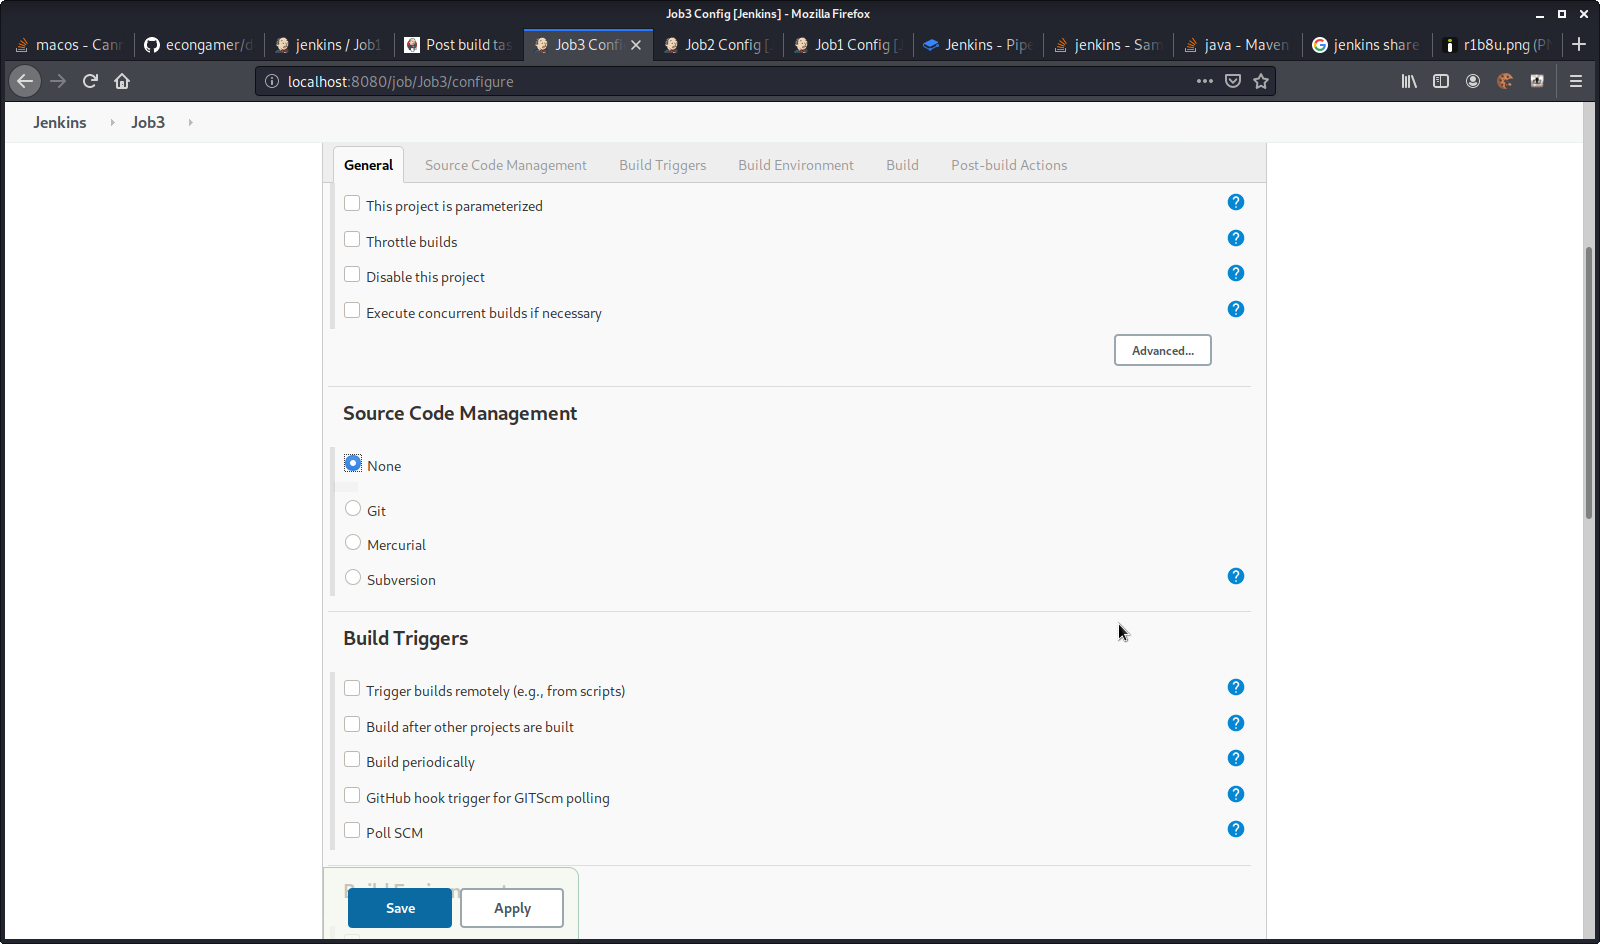 Job3 Config [Jenkins] - Mozilla Firefox
macos - Can econgamer/d jenkins / Job1 Post build tas Job3 Confi Job2 Config [ Job1 Config [J Jenkins - Pip jenkins - Sam java - Maven jenkins share r1b8u.png (P
localhost:8080/job/Job3/configure
Jenkins Job3
General Source Code Management Build Triggers Build Environment Build Post-build Actions
This project is parameterized
Throttle builds
Disable this project
Execute concurrent builds if necessary
Advanced...
Source Code Management
None
Git
Mercurial
Subversion
Build Triggers
Trigger builds remotely (e.g., from scripts)
Build after other projects are built
Build periodically
GitHub hook trigger for GITScm polling
Poll SCM
Build Environment
Save Apply